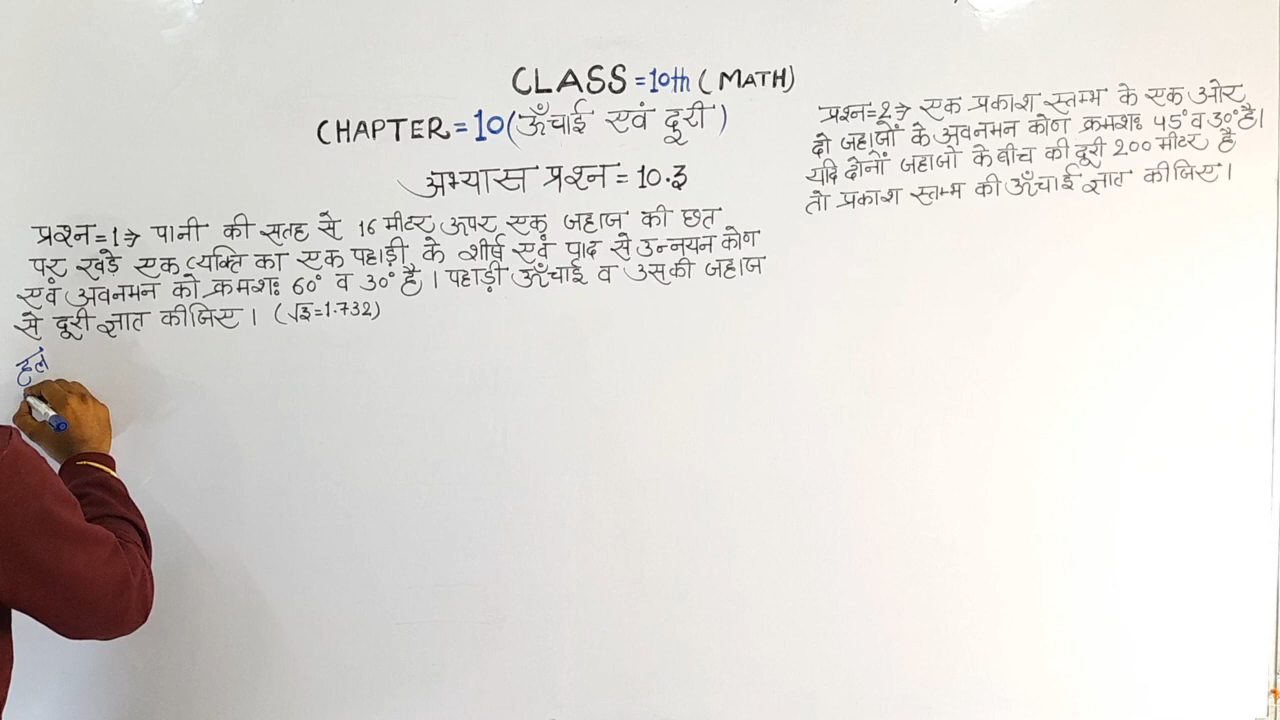 CLASS=10th (MATH)
CHAPTER=10(ऊँचाई एवं दूरी)
अभ्यास प्रश्न=10.3
प्रश्न=1→ पानी की सतह से 16 मीटर ऊपर एक जहाज की छत
पर खड़े एक व्यक्ति का एक पहाड़ी के शीर्ष एवं पाद से उन्नयन कोण
एवं अवनमन को क्रमशः 60° व 30° है। पहाड़ी ऊँचाई व उसकी जहाज
से दूरी ज्ञात कीजिए। (√3=1.732)
हल
प्रश्न=2→ एक प्रकाश स्तम्भ के एक ओर
दो जहाजों के अवनमन कोण क्रमशः 45° व 30° है।
यदि दोनों जहाजो के बीच की दूरी 200 मीटर है
तो प्रकाश स्तम्भ की ऊँचाई ज्ञात कीजिए।